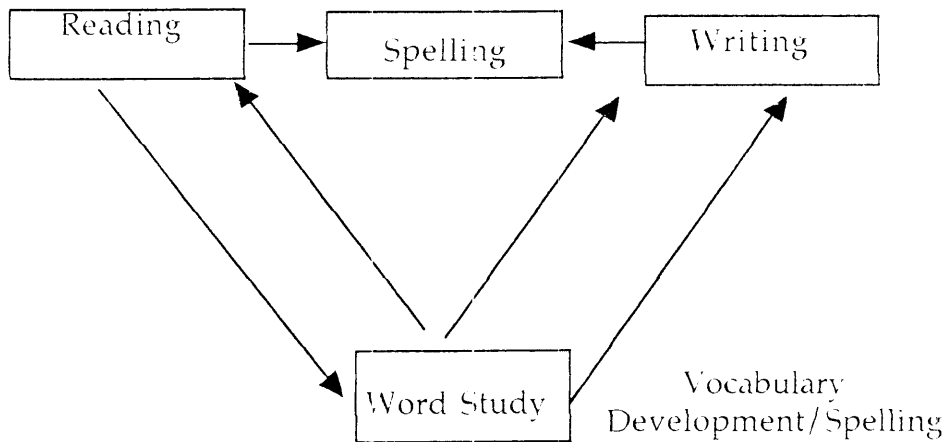 Reading
Spelling
Writing
Word Study
Vocabulary
Development/Spelling